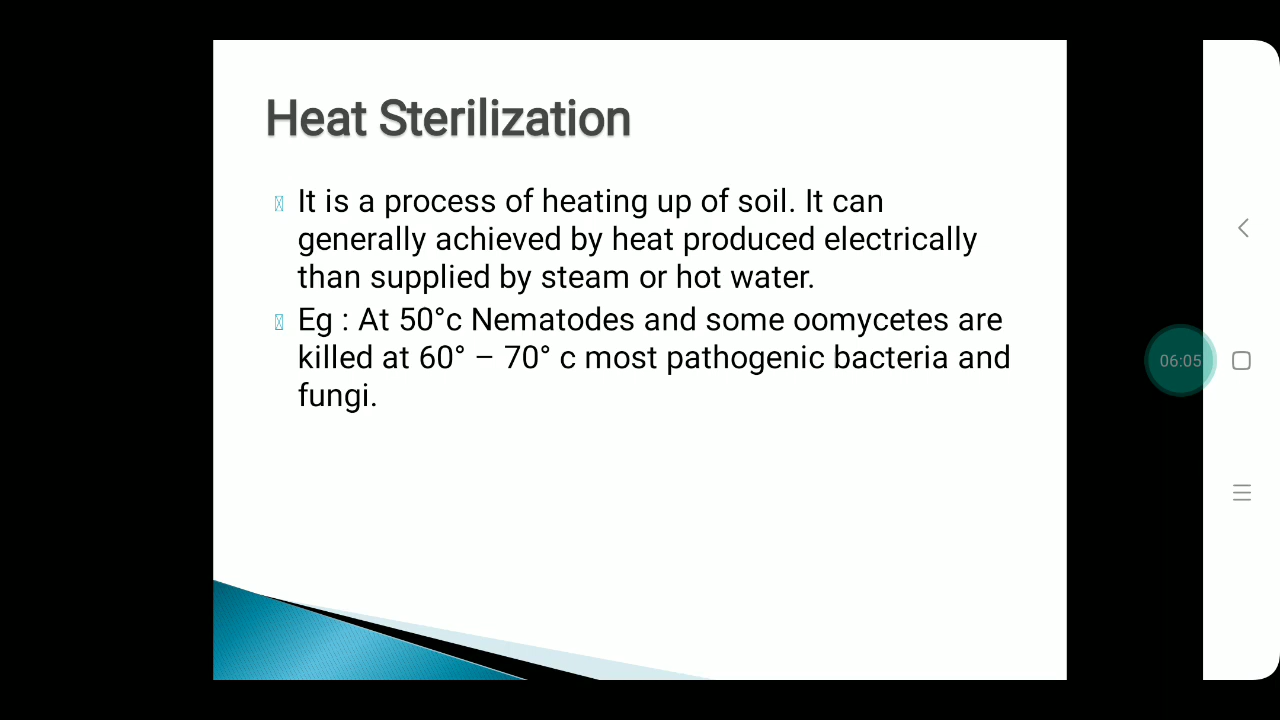 Heat Sterilization
It is a process of heating up of soil. It can
generally achieved by heat produced electrically
than supplied by steam or hot water.
Eg : At 50°c Nematodes and some oomycetes are
killed at 60° – 70° c most pathogenic bacteria and
fungi.
06:05